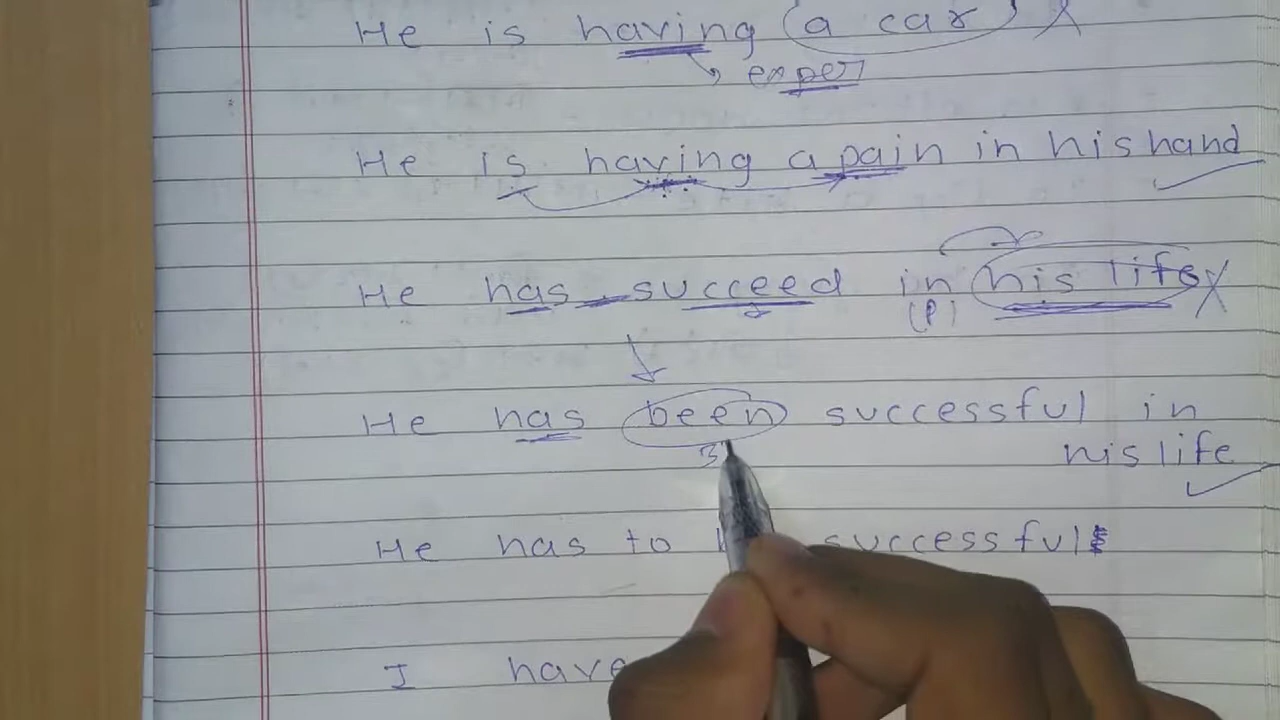 He is having (a car) X
exper
He is having a pain in his hand
He has succeed in his life X
(P)
He has been successful in
his life
3
He has to successful
I have